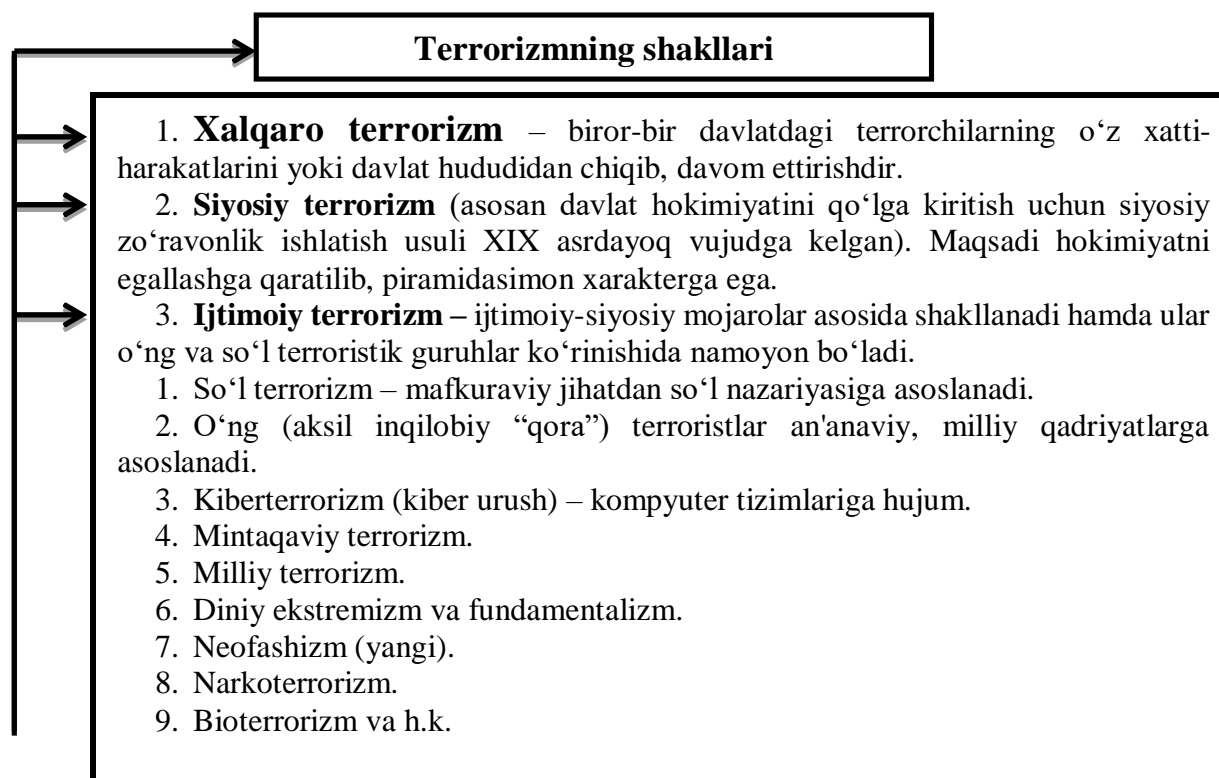 Terrorizmning shakllari
1. Xalqaro terrorizm – biror-bir davlatdagi terrorchilarning o‘z xatti-
harakatlarini yoki davlat hududidan chiqib, davom ettirishdir.
2. Siyosiy terrorizm (asosan davlat hokimiyatini qo‘lga kiritish uchun siyosiy
zo‘ravonlik ishlatish usuli XIX asrdayoq vujudga kelgan). Maqsadi hokimiyatni
egallashga qaratilib, piramidasimon xarakterga ega.
3. Ijtimoiy terrorizm – ijtimoiy-siyosiy mojarolar asosida shakllanadi hamda ular
o‘ng va so‘l terroristik guruhlar ko‘rinishida namoyon bo‘ladi.
1. So‘l terrorizm – mafkuraviy jihatdan so‘l nazariyasiga asoslanadi.
2. O‘ng (aksil inqilobiy “qora”) terroristlar an'anaviy, milliy qadriyatlarga
asoslanadi.
3. Kiberterrorizm (kiber urush) – kompyuter tizimlariga hujum.
4. Mintaqaviy terrorizm.
5. Milliy terrorizm.
6. Diniy ekstremizm va fundamentalizm.
7. Neofashizm (yangi).
8. Narkoterrorizm.
9. Bioterrorizm va h.k.